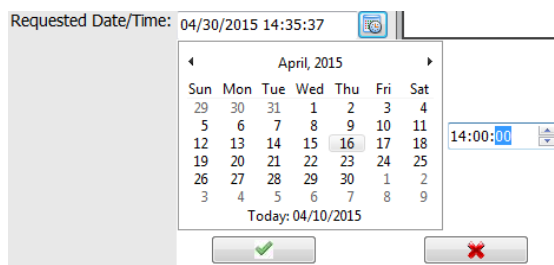 Requested Date/Time: 04/30/2015 14:35:37
April, 2015
Sun Mon Tue Wed Thu Fri Sat
29 30 31 1 2 3 4
5 6 7 8 9 10 11
12 13 14 15 16 17 18
19 20 21 22 23 24 25
26 27 28 29 30 1 2
3 4 5 6 7 8 9
Today: 04/10/2015
14:00:00